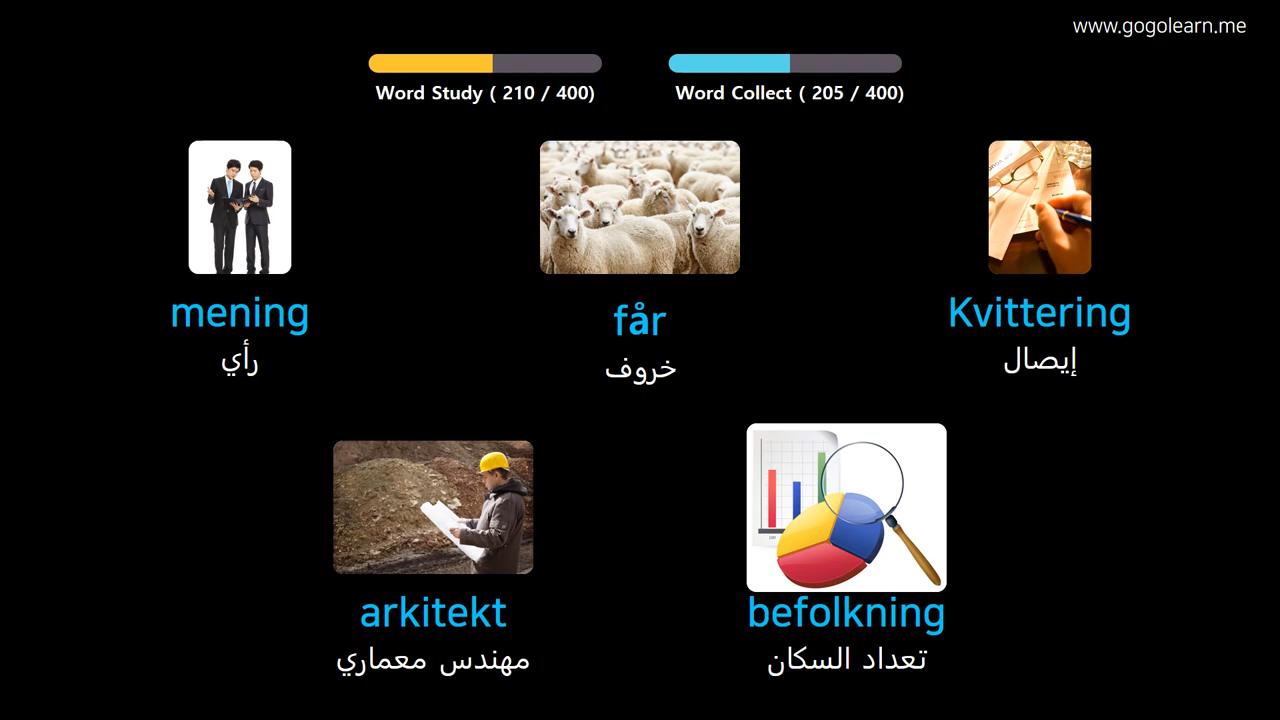 www.gogolearn.me
Word Study ( 210 / 400)
Word Collect ( 205 / 400)
mening
رأي
får
خروف
Kvittering
إيصال
arkitekt
مهندس معماري
befolkning
تعداد السكان